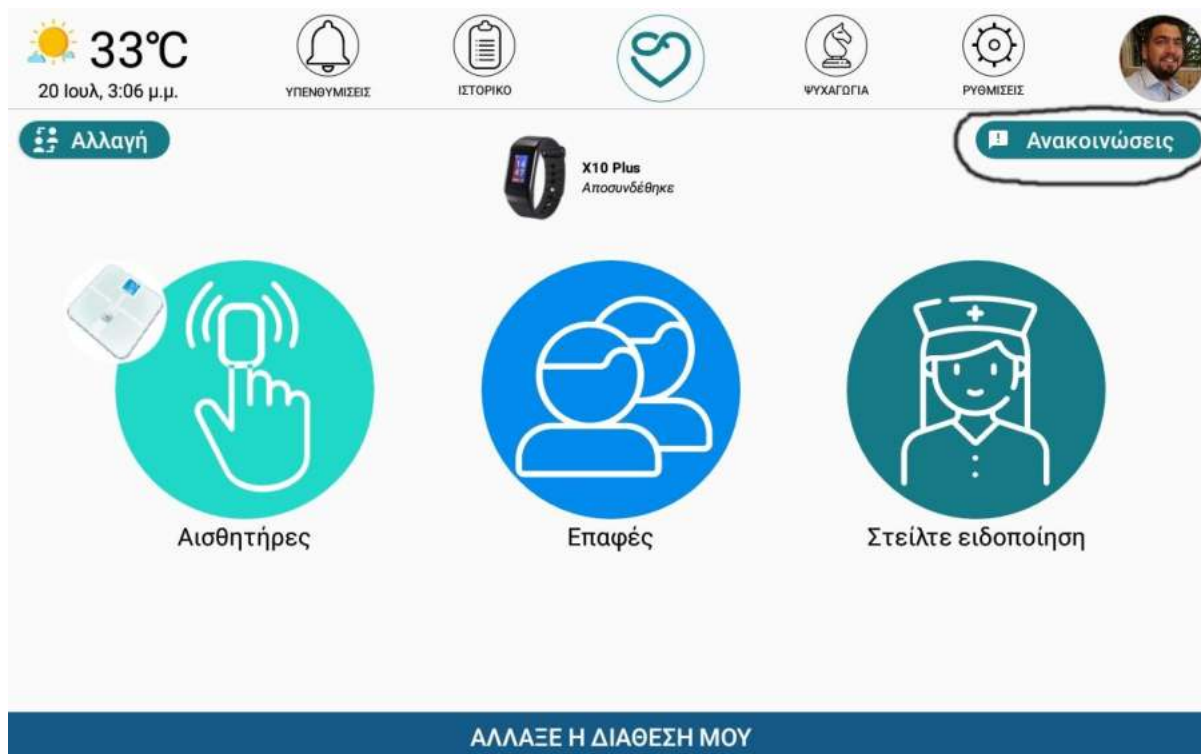 33°C
20 Ιουλ, 3:06 μ.μ.
ΥΠΕΝΘΥΜΙΣΕΙΣ
ΙΣΤΟΡΙΚΟ
ΨΥΧΑΓΩΓΙΑ
ΡΥΘΜΙΣΕΙΣ
Αλλαγή
X10 Plus
Αποσυνδέθηκε
Ανακοινώσεις
Αισθητήρες
Επαφές
Στείλτε ειδοποίηση
ΑΛΛΑΞΕ Η ΔΙΑΘΕΣΗ ΜΟΥ